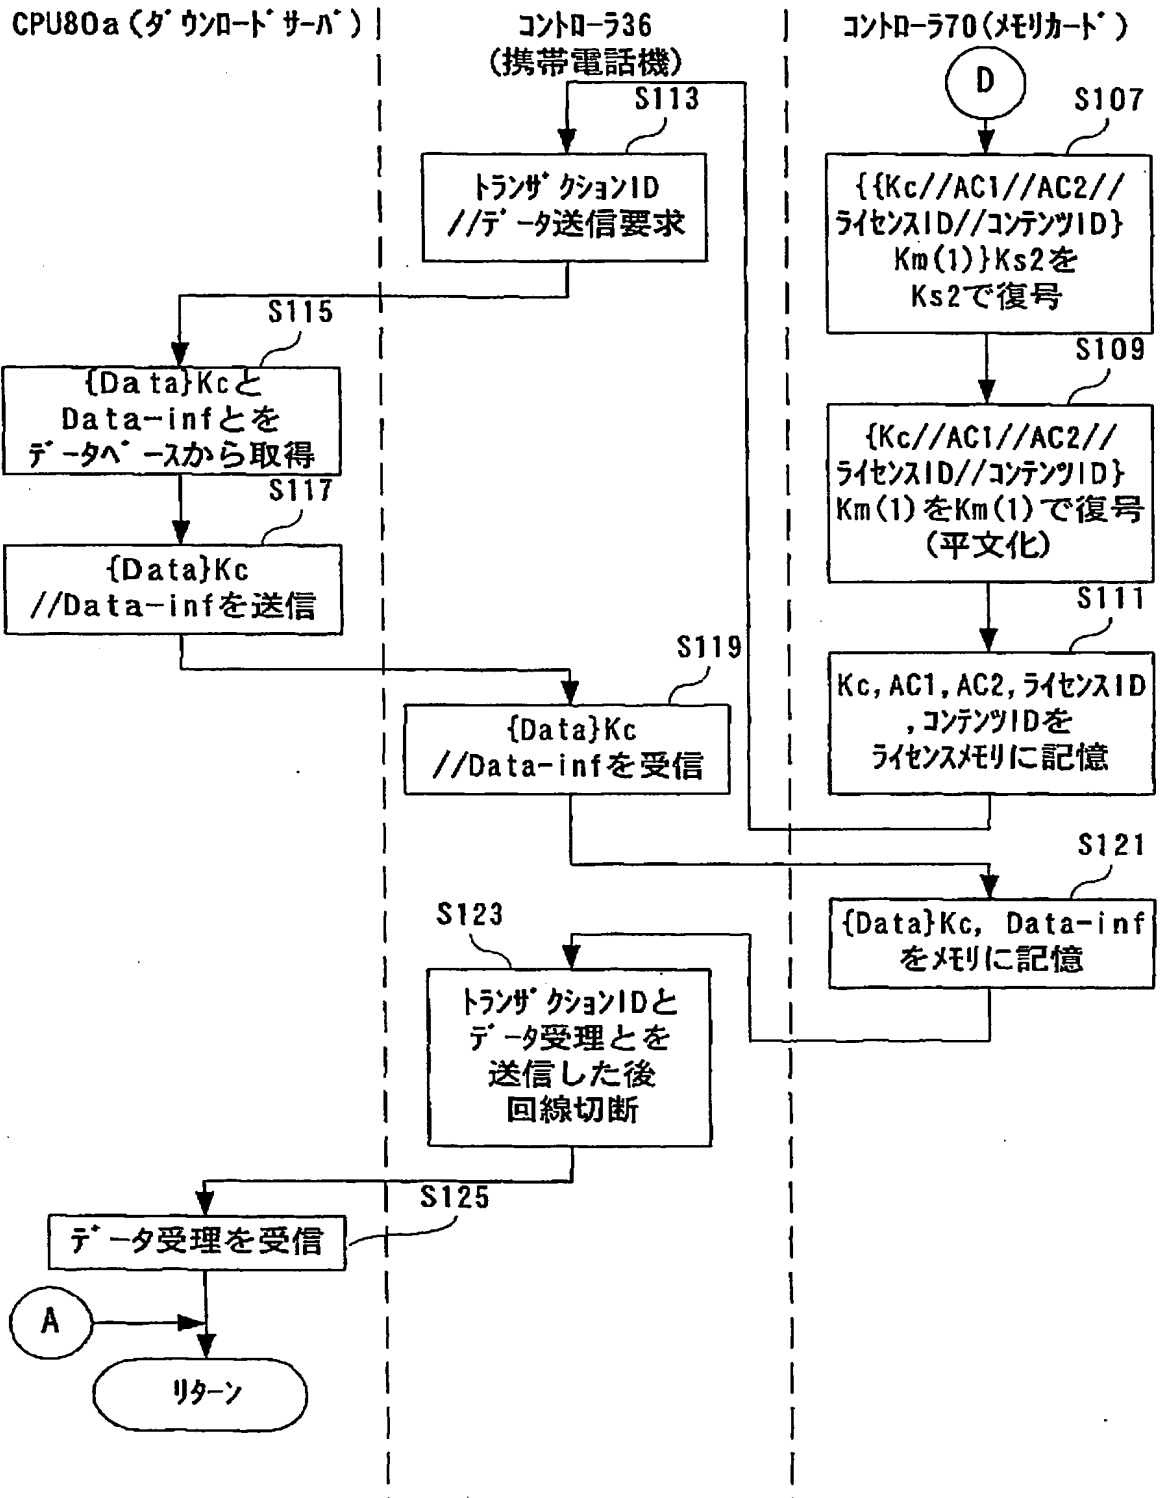 CPU80a(ダウンロードサーバ)
コントローラ36
(携帯電話機)
コントローラ70(メモリカード)
D
S107
{{Kc//AC1//AC2//
ライセンスID//コンテンツID}
Km(1)}Ks2を
Ks2で復号
S109
{Kc//AC1//AC2//
ライセンスID//コンテンツID}
Km(1)をKm(1)で復号
(平文化)
S111
Kc,AC1,AC2,ライセンスID
,コンテンツIDを
ライセンスメモリに記憶
S113
トランザクションID
//データ送信要求
S115
{Data}Kcと
Data-infとを
データベースから取得
S117
{Data}Kc
//Data-infを送信
S119
{Data}Kc
//Data-infを受信
S121
{Data}Kc, Data-inf
をメモリに記憶
S123
トランザクションIDと
データ受理とを
送信した後
回線切断
S125
データ受理を受信
A
リターン